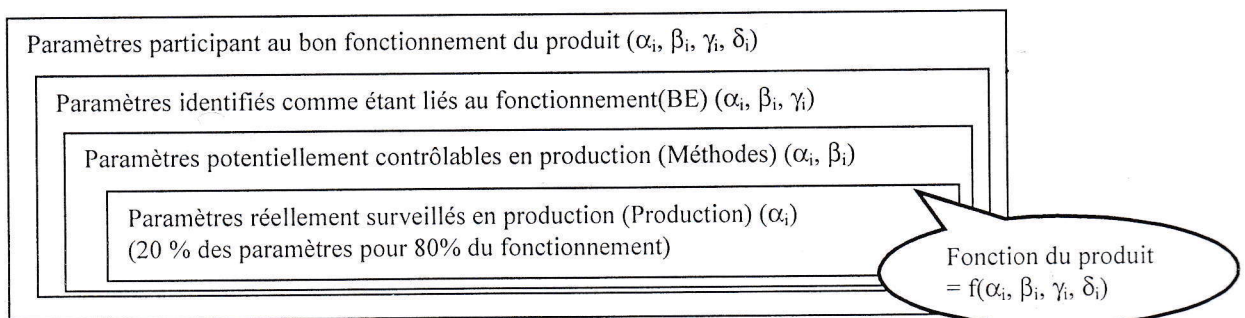 Paramètres participant au bon fonctionnement du produit (αᵢ, βᵢ, γᵢ, δᵢ)
Paramètres identifiés comme étant liés au fonctionnement(BE) (αᵢ, βᵢ, γᵢ)
Paramètres potentiellement contrôlables en production (Méthodes) (αᵢ, βᵢ)
Paramètres réellement surveillés en production (Production) (αᵢ)
(20 % des paramètres pour 80% du fonctionnement)
Fonction du produit
= f(αᵢ, βᵢ, γᵢ, δᵢ)